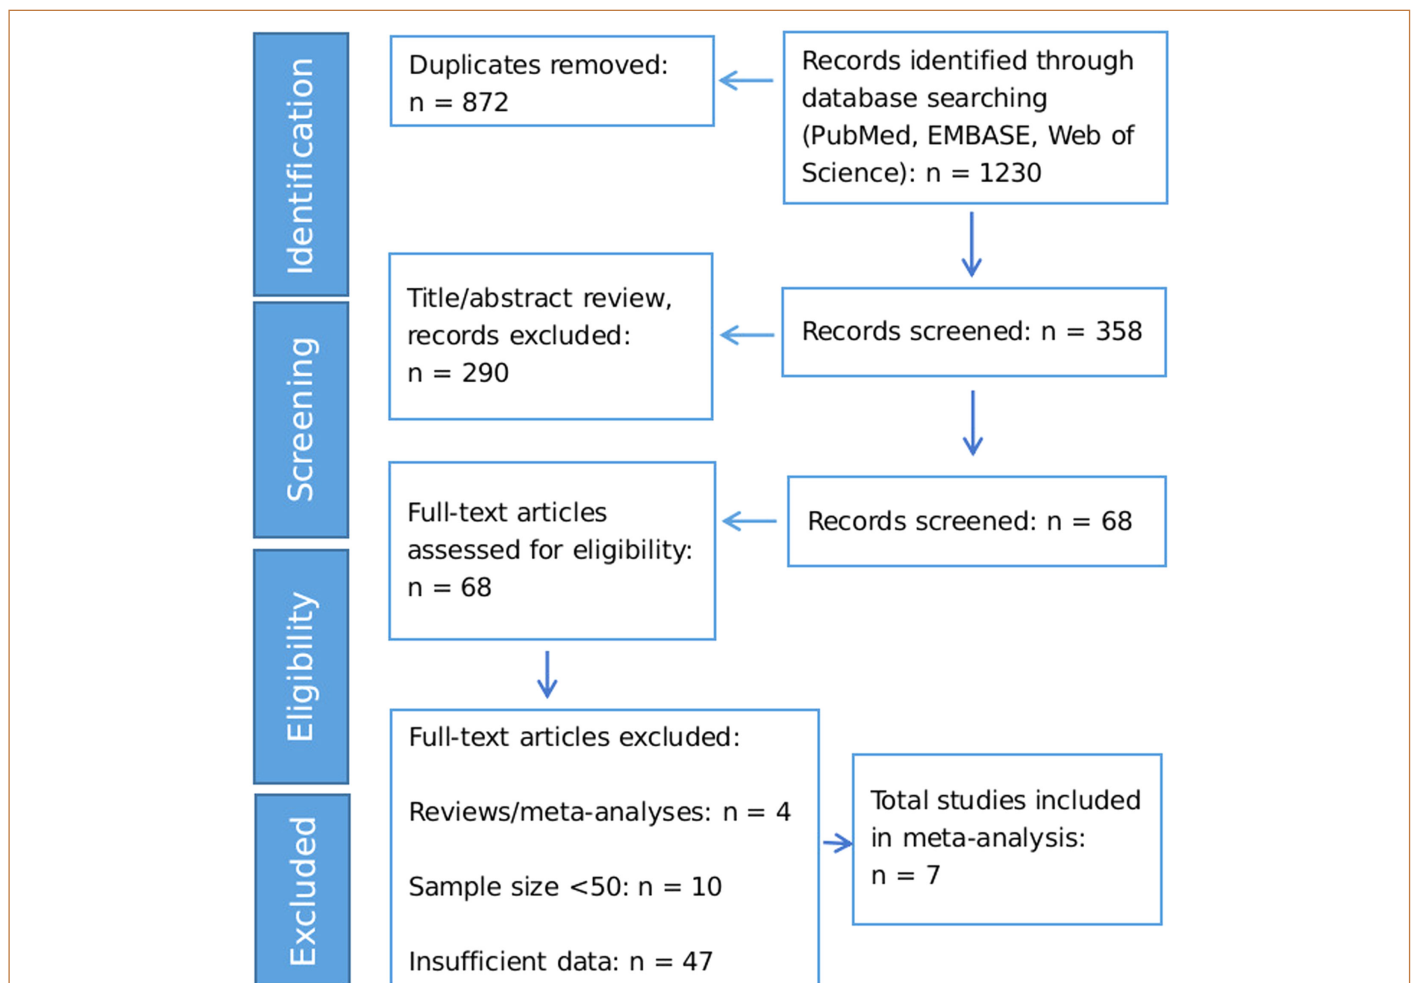 Identification
Duplicates removed:
n = 872
Records identified through
database searching
(PubMed, EMBASE, Web of
Science): n = 1230
Screening
Title/abstract review,
records excluded:
n = 290
Records screened: n = 358
Full-text articles
assessed for eligibility:
n = 68
Records screened: n = 68
Eligibility
Excluded
Full-text articles excluded:
Reviews/meta-analyses: n = 4
Sample size <50: n = 10
Insufficient data: n = 47
Total studies included
in meta-analysis:
n = 7